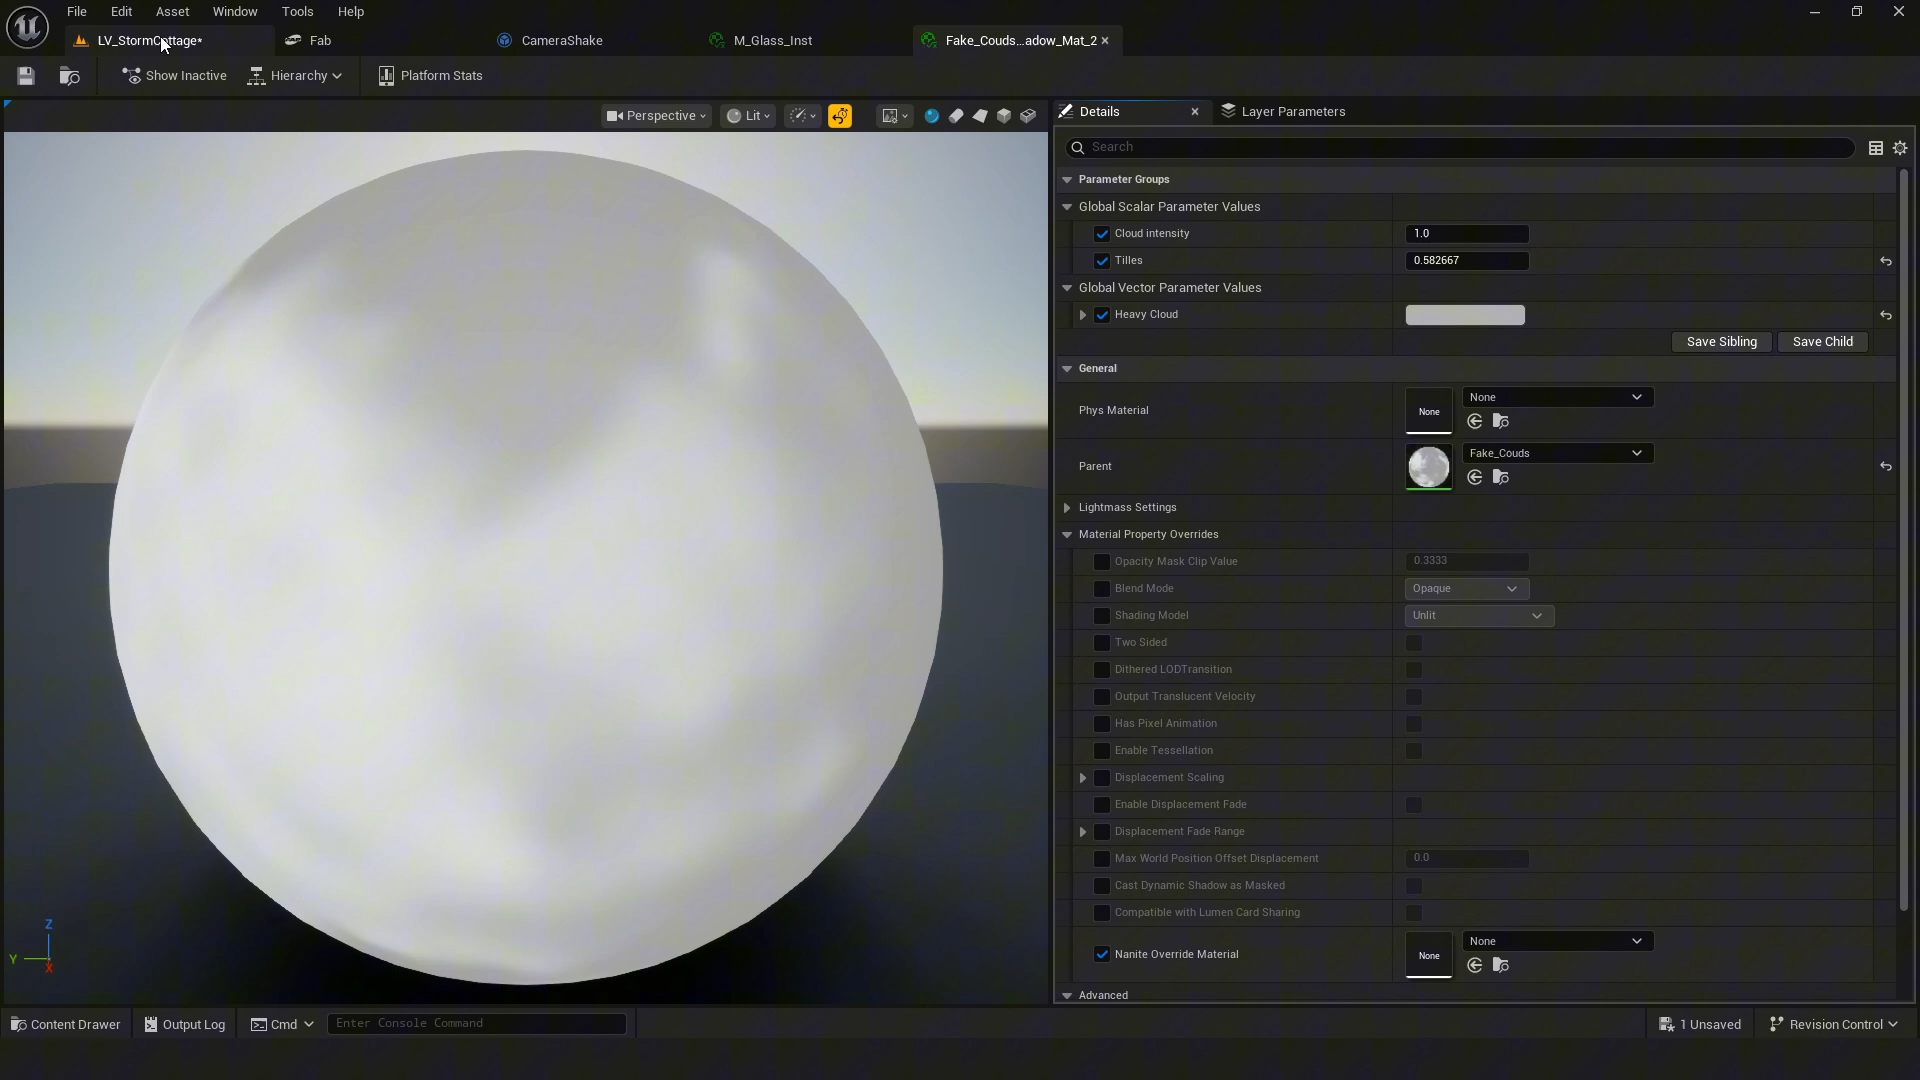 File Edit Asset Window Tools Help
LV_StormCottage* Fab CameraShake M_Glass_Inst Fake_Couds...adow_Mat_2
Show Inactive Hierarchy Platform Stats
Perspective Lit
Details Layer Parameters
Search
Parameter Groups
Global Scalar Parameter Values
Cloud intensity 1.0
Tilles 0.582667
Global Vector Parameter Values
Heavy Cloud
Save Sibling Save Child
General
Phys Material None None
Parent Fake_Couds
Lightmass Settings
Material Property Overrides
Opacity Mask Clip Value 0.3333
Blend Mode Opaque
Shading Model Unlit
Two Sided
Dithered LODTransition
Output Translucent Velocity
Has Pixel Animation
Enable Tessellation
Displacement Scaling
Enable Displacement Fade
Displacement Fade Range
Max World Position Offset Displacement 0.0
Cast Dynamic Shadow as Masked
Compatible with Lumen Card Sharing
Nanite Override Material None None
Advanced
Z
Y
X
Content Drawer Output Log Cmd Enter Console Command 1 Unsaved Revision Control